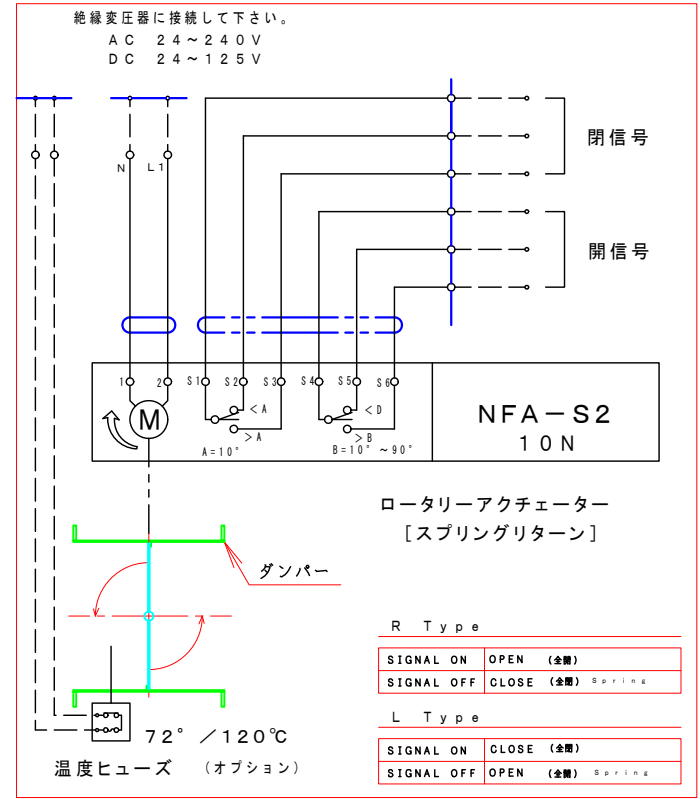 絶縁変圧器に接続して下さい。
AC 24~240V
DC 24~125V
閉信号
N L1
開信号
1 2 S1 S2 S3 S4 S5 S6
<A <D
M
>A >B
A=10° B=10°~90°
NFA-S2
10N
ロータリーアクチェーター
[スプリングリターン]
ダンパー
R Type
SIGNAL ON OPEN (全開)
SIGNAL OFF CLOSE (全閉) Spring
L Type
SIGNAL ON CLOSE (全閉)
SIGNAL OFF OPEN (全開) Spring
72° /120℃
温度ヒューズ (オプション)